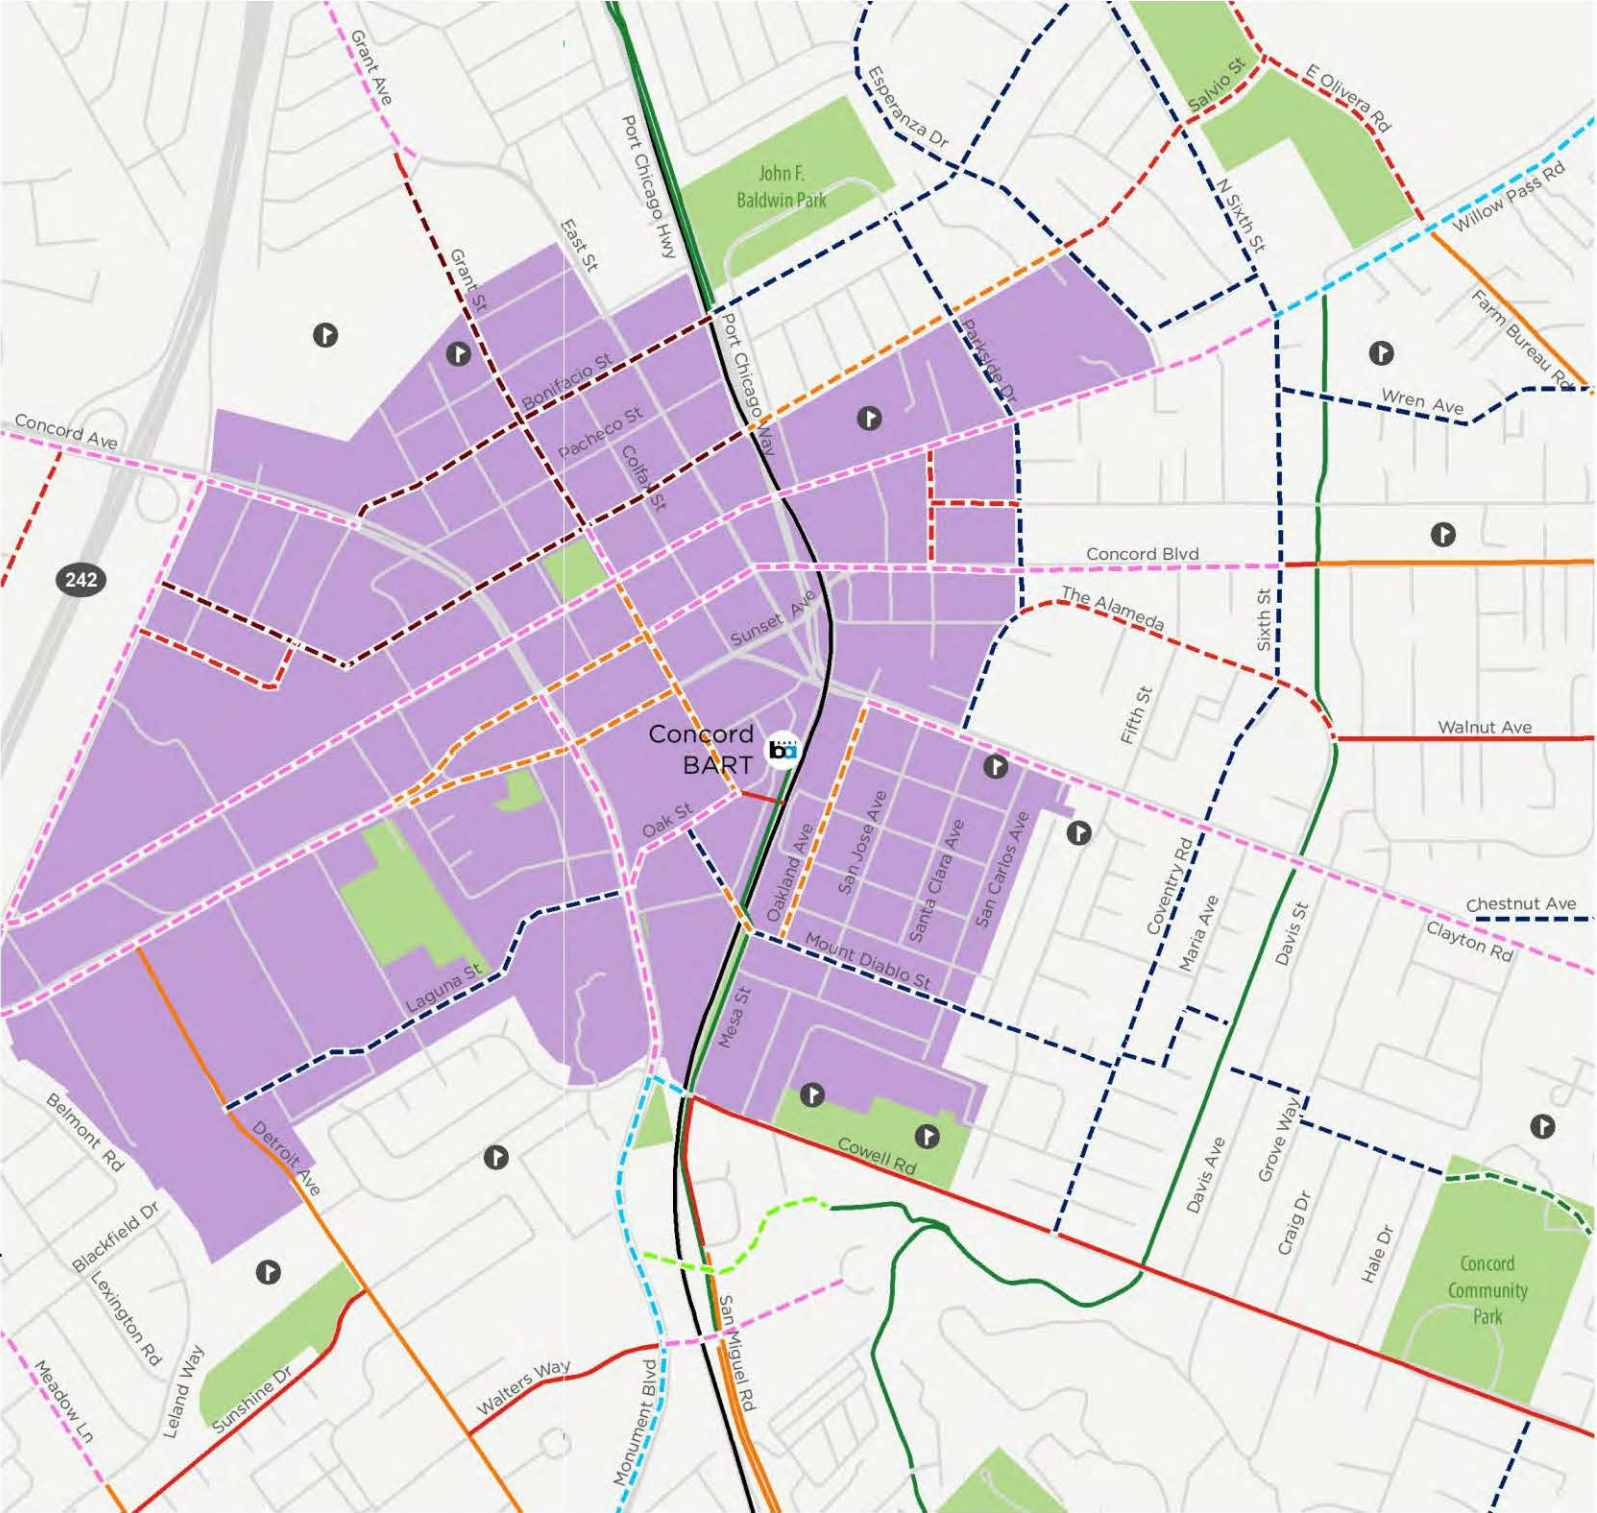 Grant Ave
Port Chicago Hwy
Esperanza Dr
Salvio St
E Olivera Rd
John F.
Baldwin Park
N Sixth St
Willow Pass Rd
East St
Grant St
Farm Bureau Rd
Port Chicago Way
Parkside Dr
Bonifacio St
Wren Ave
Concord Ave
Pacheco St
Colfax St
Concord Blvd
242
The Alameda
Sunset Ave
Sixth St
Fifth St
Walnut Ave
Concord
BART
ba
BART
Oak St
Oakland Ave
San Jose Ave
Santa Clara Ave
San Carlos Ave
Coventry Rd
Maria Ave
Davis St
Chestnut Ave
Clayton Rd
Mount Diablo St
Laguna St
Mesa St
Belmont Rd
Detroit Ave
Cowell Rd
Davis Ave
Grove Way
Craig Dr
Hale Dr
Blackfield Dr
Lexington Rd
Concord
Community
Park
Leland Way
Sunshine Dr
Meadow Ln
Walters Way
Monument Blvd
San Miguel Rd